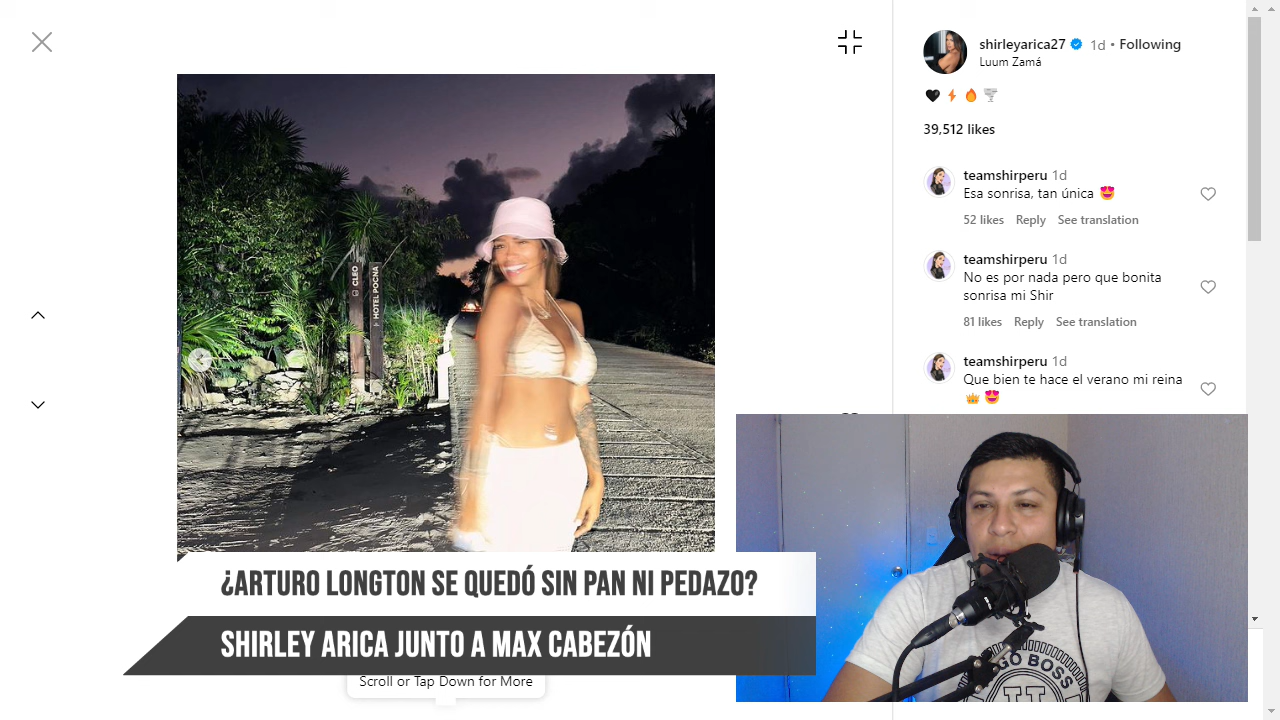 shirleyarica27 1d • Following
Luum Zamá
39,512 likes
teamshirperu 1d
Esa sonrisa, tan única
52 likes Reply See translation
teamshirperu 1d
No es por nada pero que bonita
sonrisa mi Shir
81 likes Reply See translation
teamshirperu 1d
Que bien te hace el verano mi reina
CLEO
HOTEL POCNA
¿ARTURO LONGTON SE QUEDÓ SIN PAN NI PEDAZO?
SHIRLEY ARICA JUNTO A MAX CABEZÓN
Scroll or Tap Down for More
BOSS